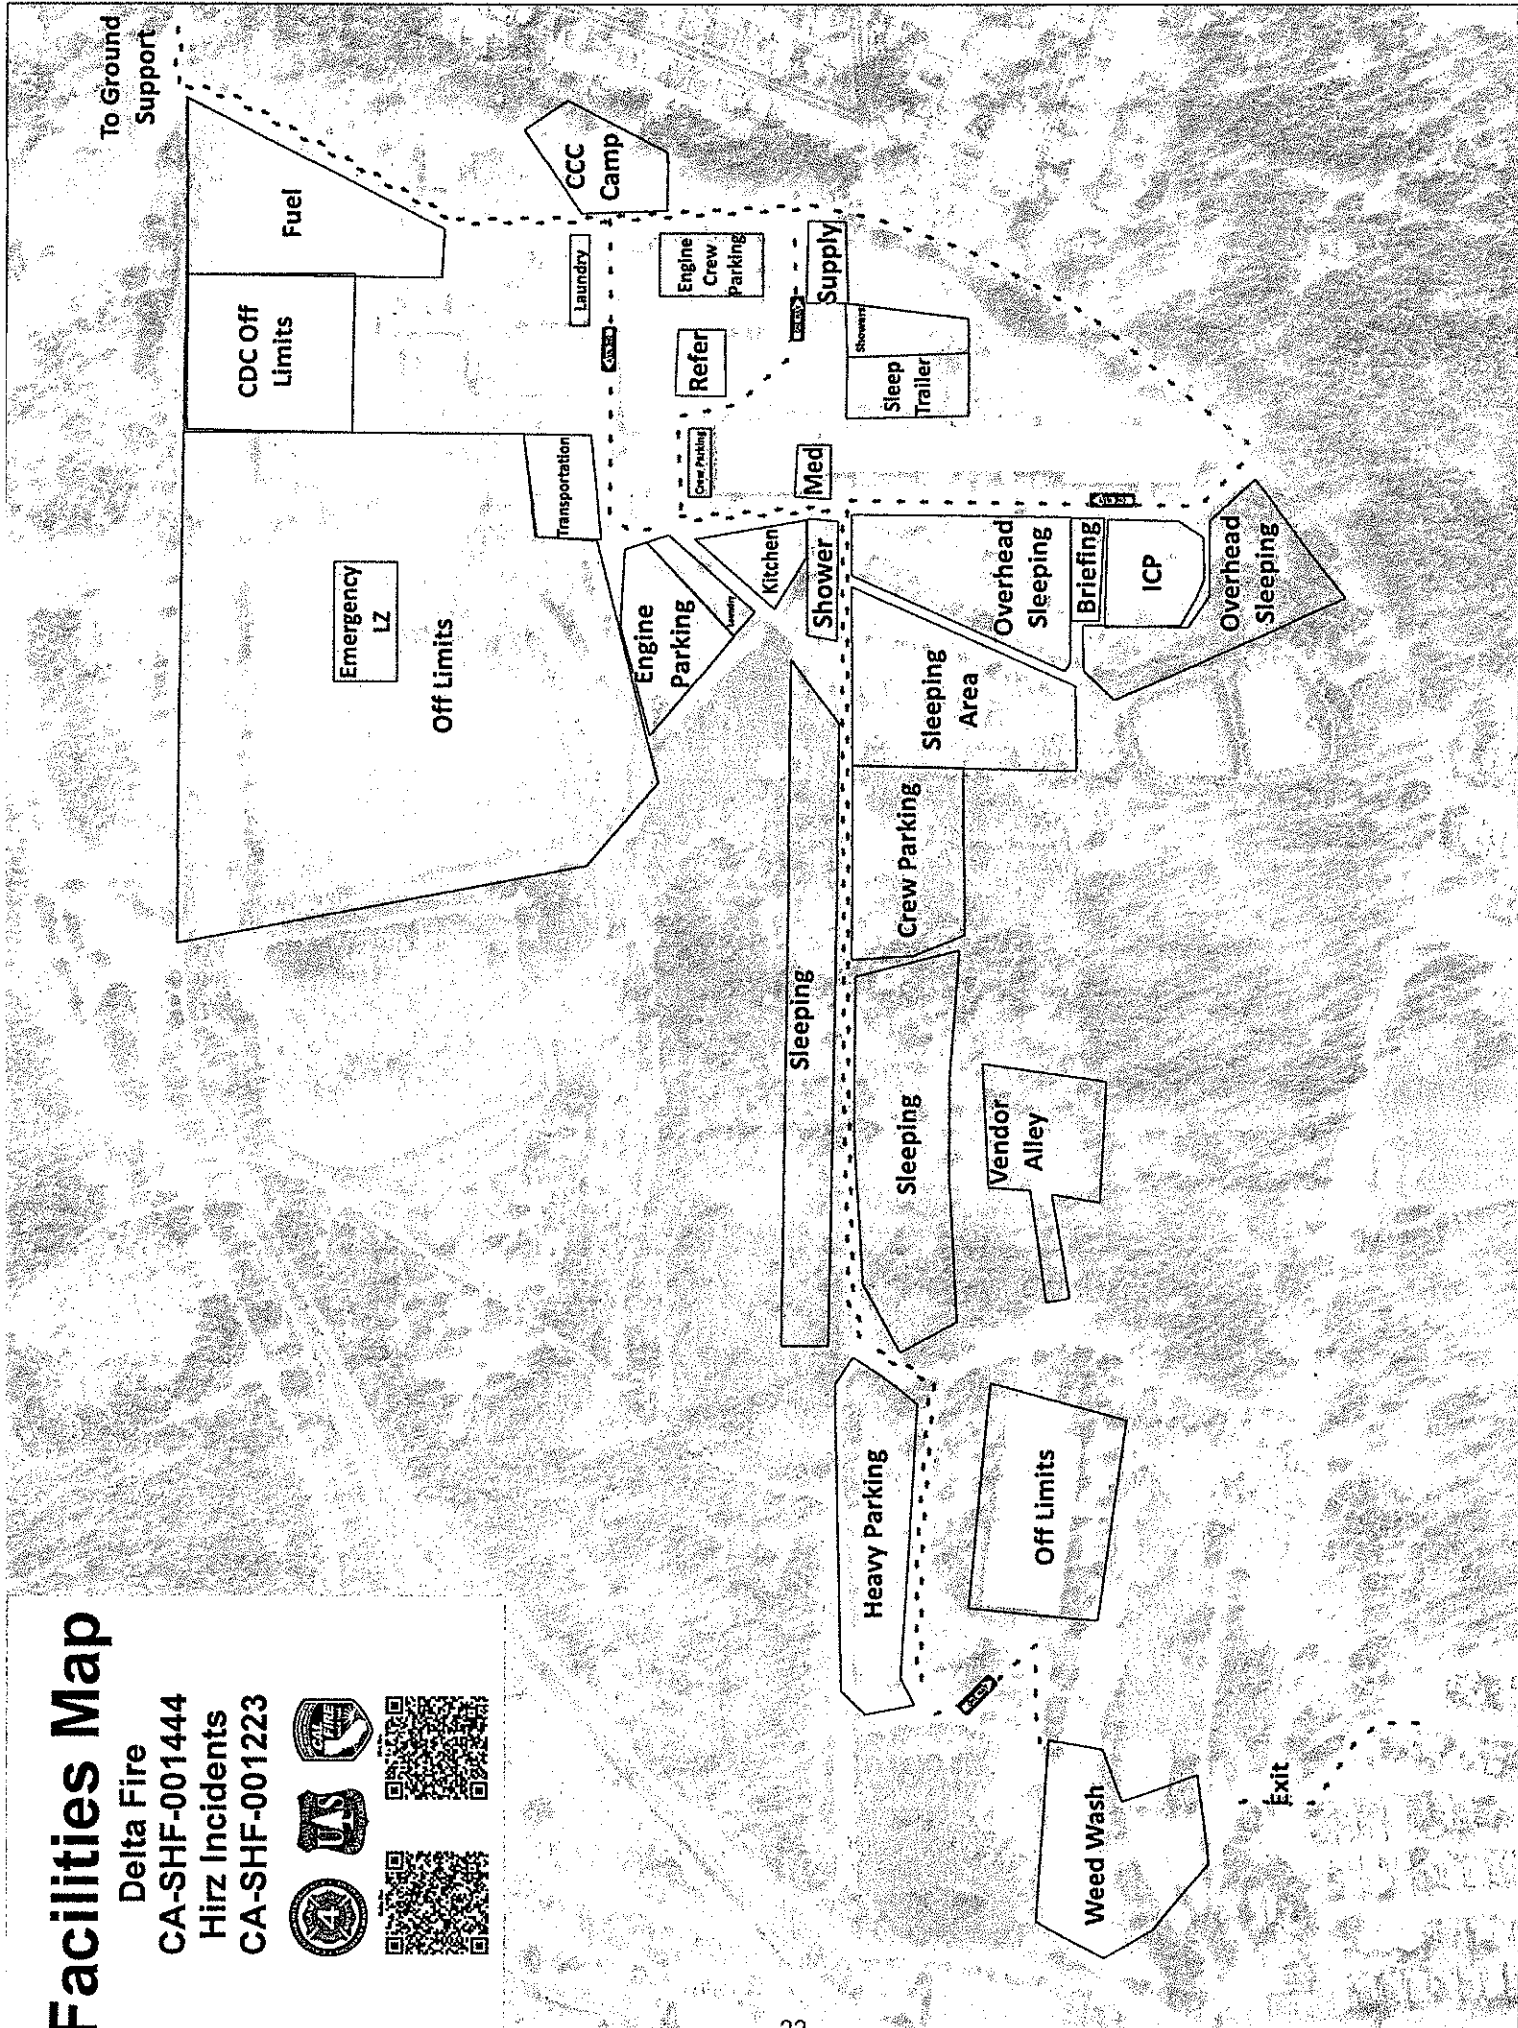 Facilities Map
Delta Fire
CA-SHF-001444
Hirz Incidents
CA-SHF-001223
4
UAS
To Ground
Support
Fuel
CDC Off
Limits
Emergency
LZ
Off Limits
Transportation
CCC
Camp
Laundry
Engine
Crew
Parking
Refer
Crew Parking
Supply
Showers
Sleep
Trailer
Med
Engine
Parking
Laundry
Kitchen
Shower
Overhead
Sleeping
Briefing
ICP
Overhead
Sleeping
Sleeping
Area
Crew Parking
Sleeping
Sleeping
Vendor
Alley
Heavy Parking
Off Limits
Weed Wash
Exit